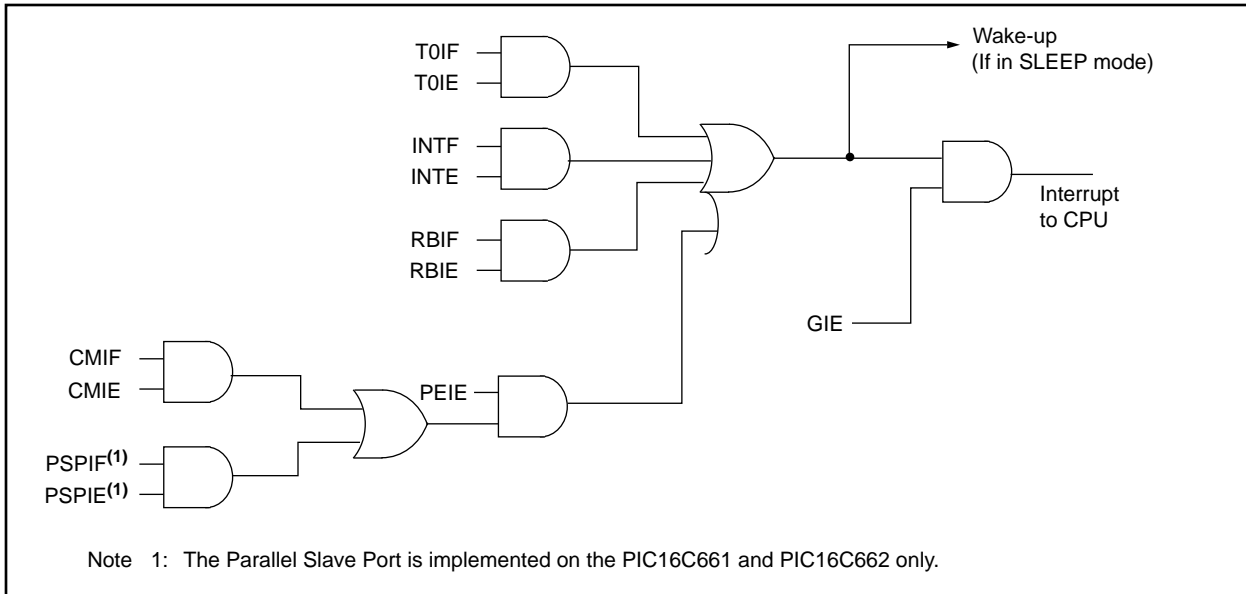 T0IF
T0IE
INTF
INTE
RBIF
RBIE
Wake-up
(If in SLEEP mode)
Interrupt
to CPU
GIE
CMIF
CMIE
PEIE
PSPIF(1)
PSPIE(1)
Note 1: The Parallel Slave Port is implemented on the PIC16C661 and PIC16C662 only.